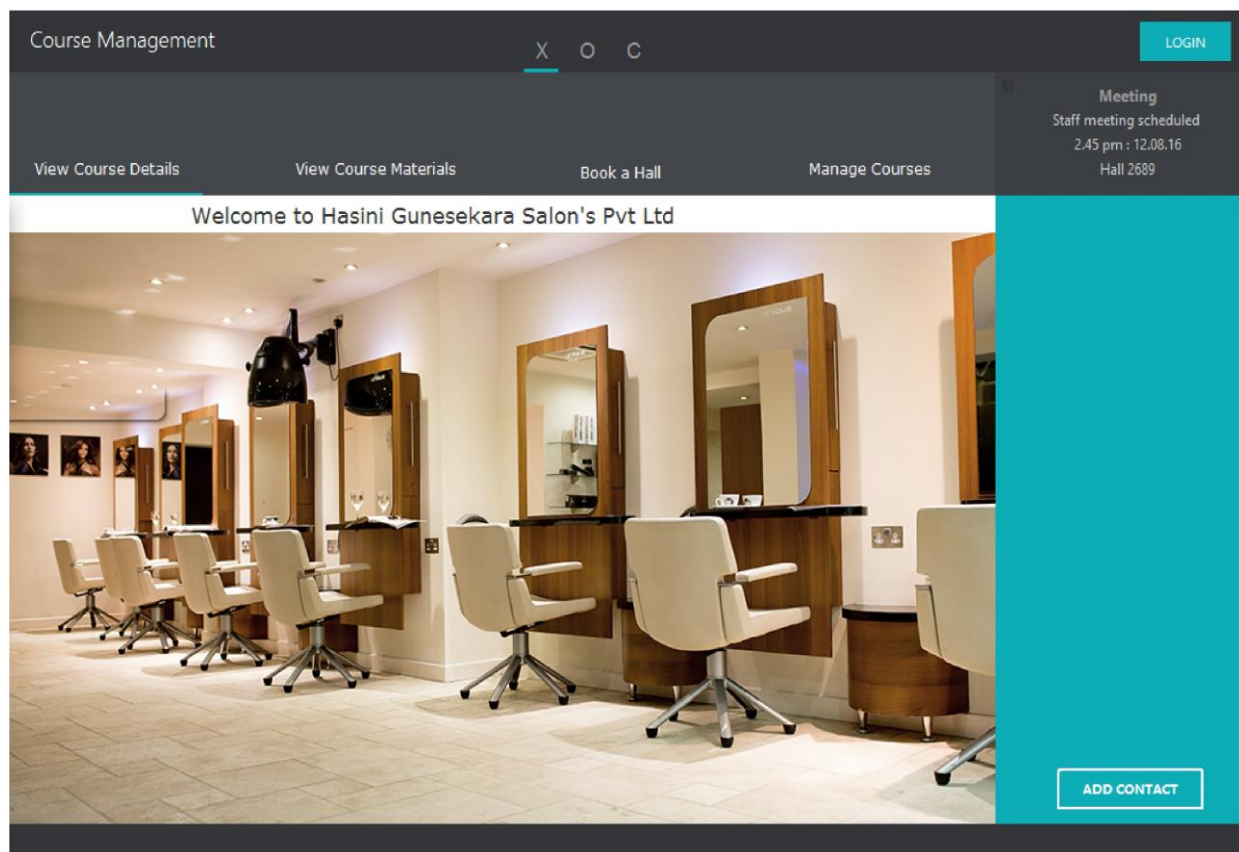 Course Management
X O C
LOGIN
M
Meeting
Staff meeting scheduled
2.45 pm : 12.08.16
Hall 2689
View Course Details
View Course Materials
Book a Hall
Manage Courses
Welcome to Hasini Gunesekara Salon's Pvt Ltd
UNIQUE
ADD CONTACT